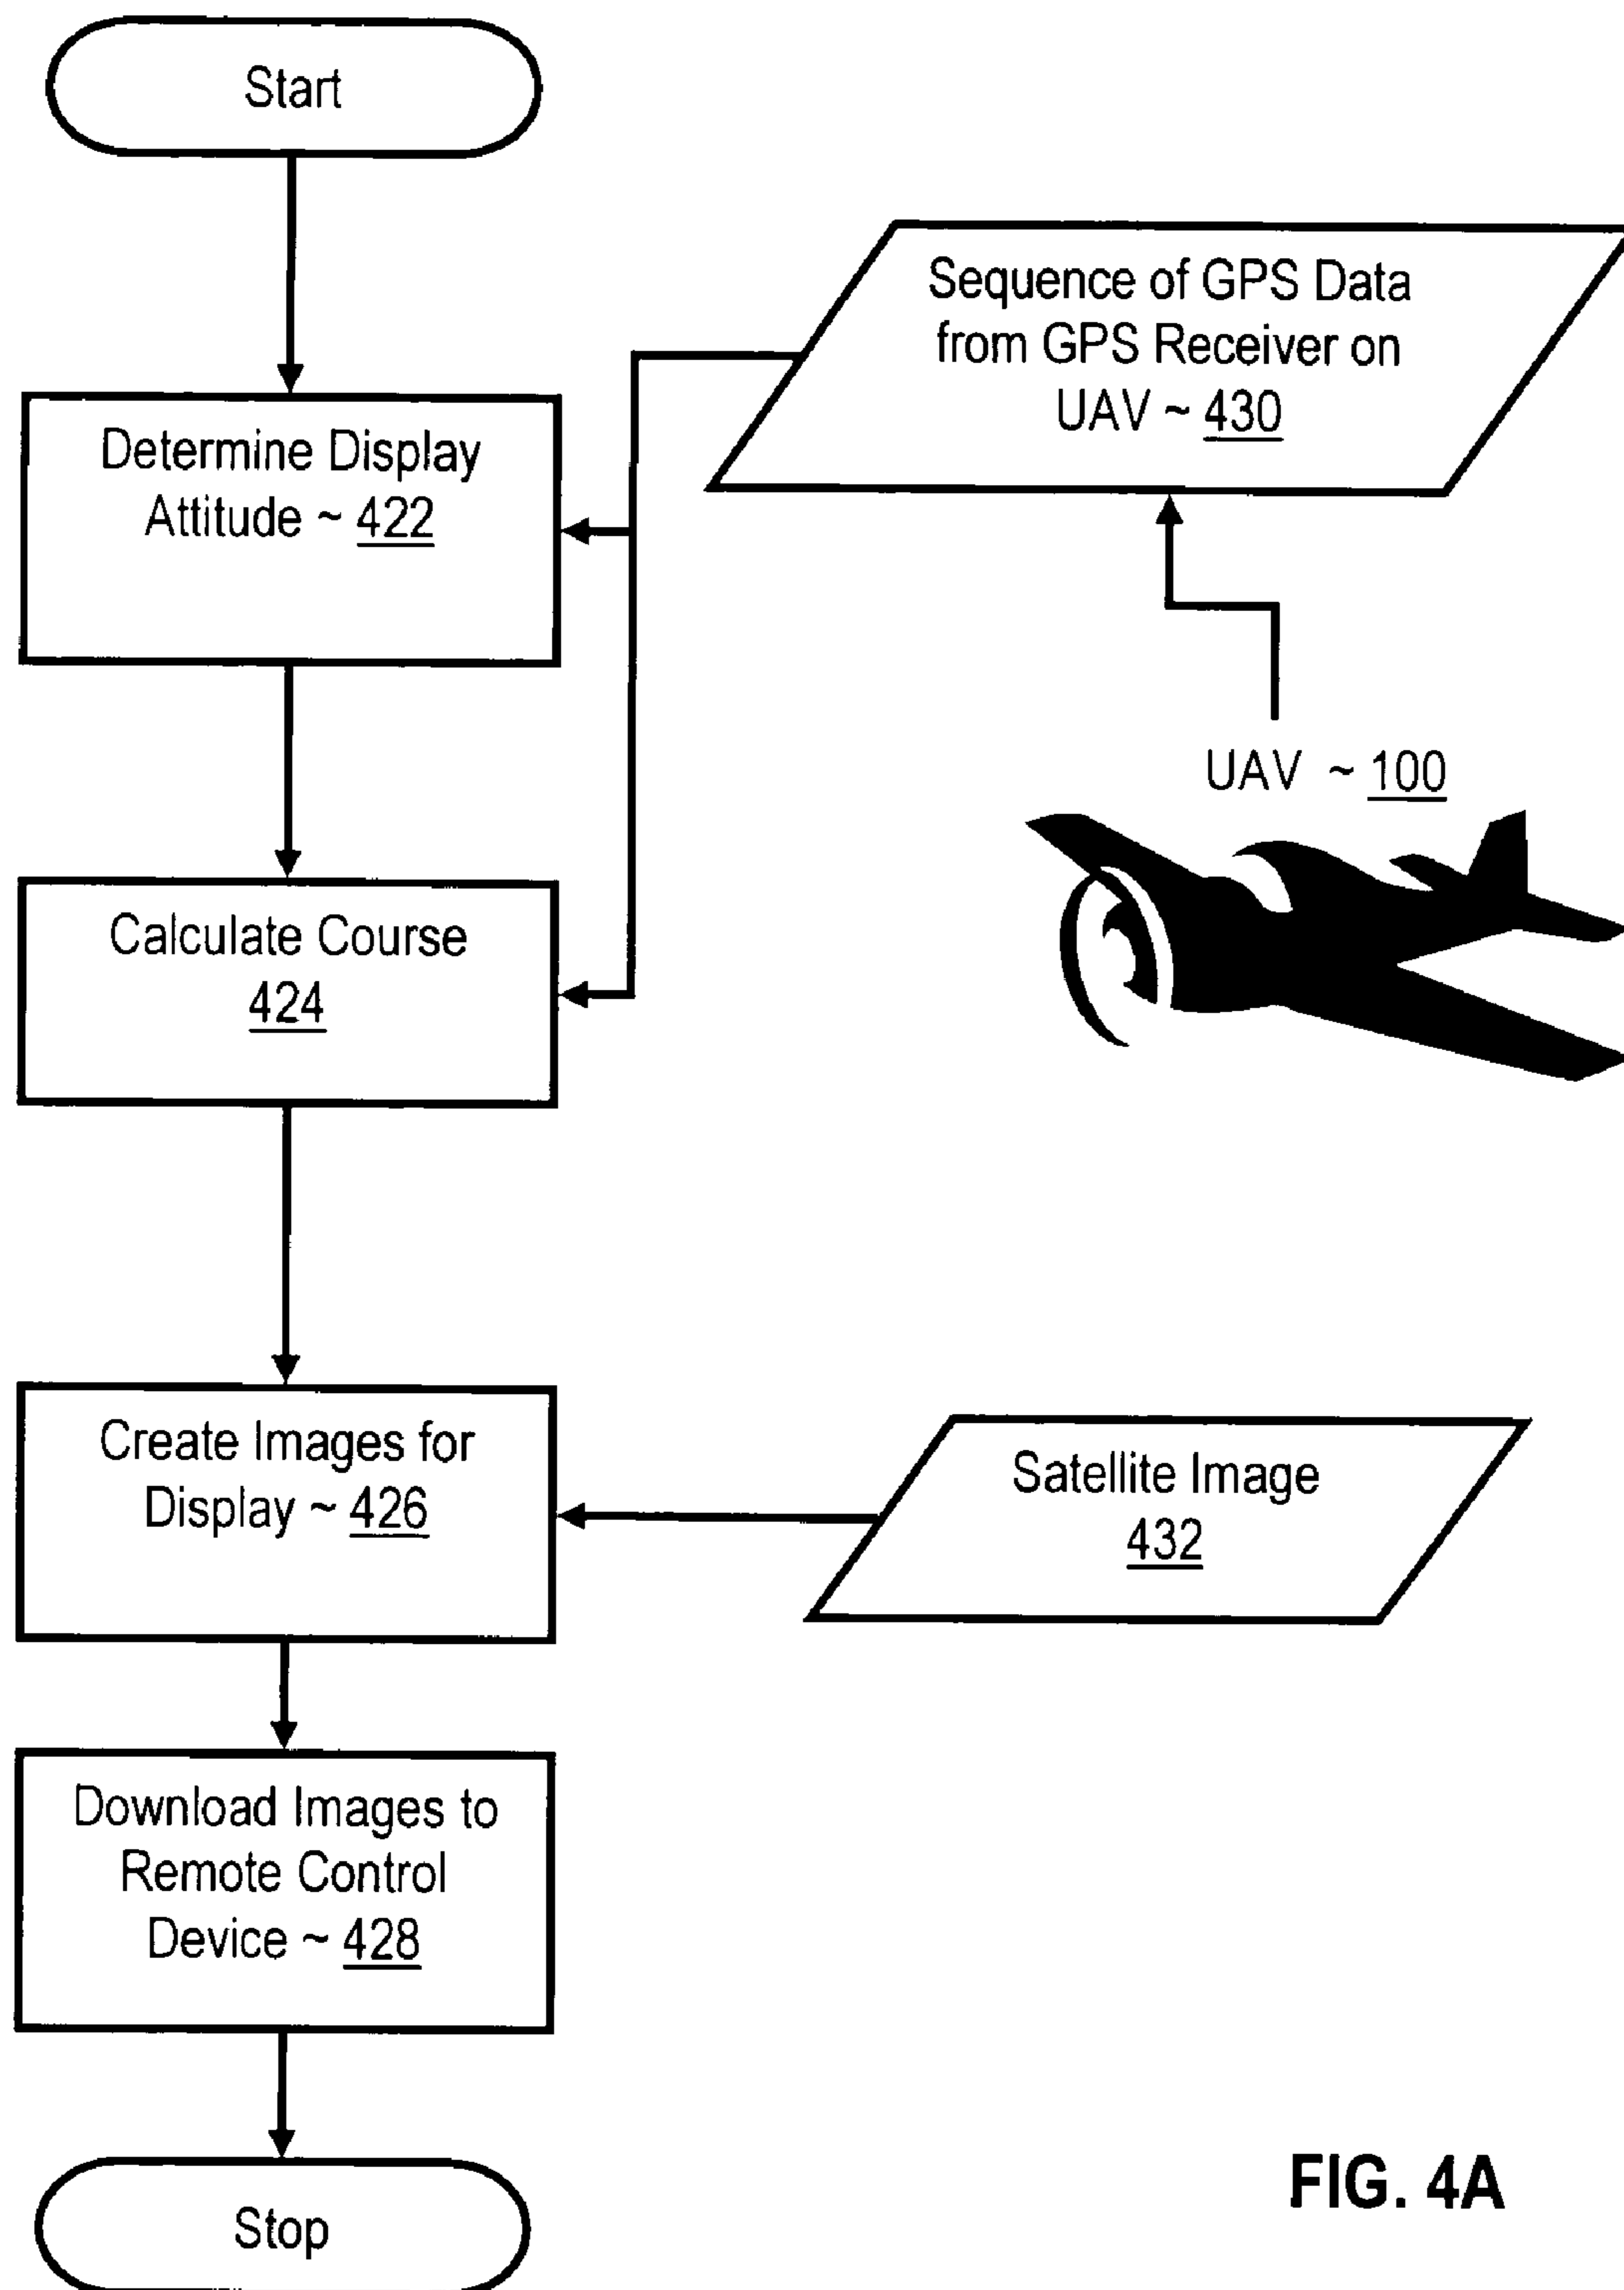 Start
Sequence of GPS Data
from GPS Receiver on
UAV ~ 430
Determine Display
Attitude ~ 422
UAV ~ 100
Calculate Course
424
Create Images for
Display ~ 426
Satellite Image
432
Download Images to
Remote Control
Device ~ 428
Stop
FIG. 4A